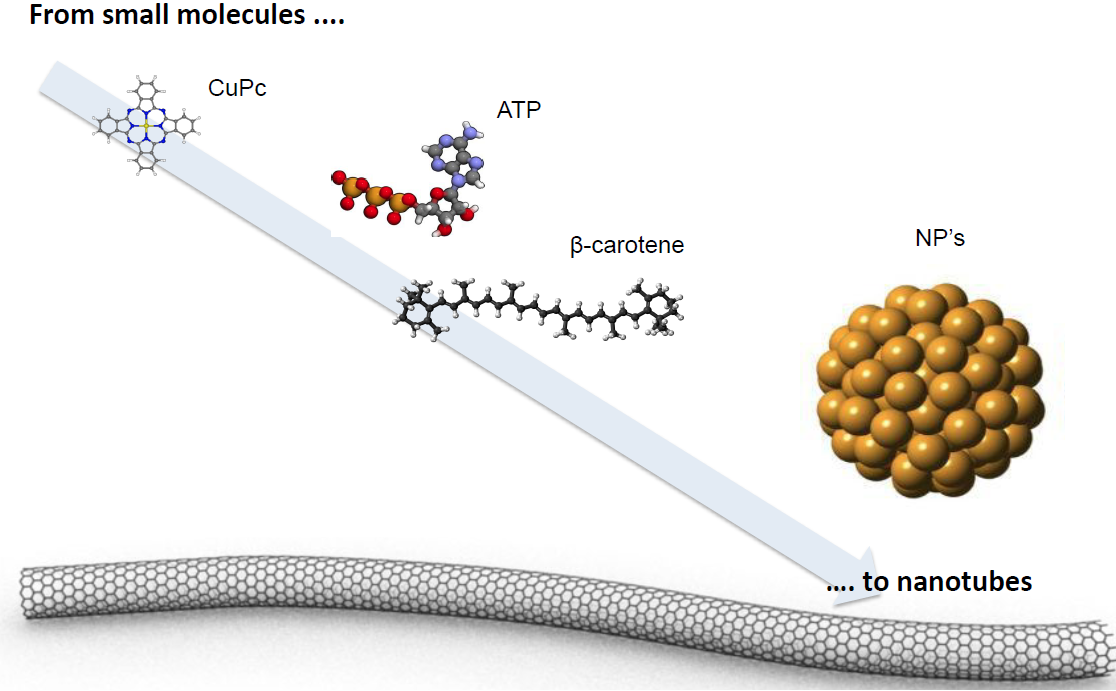 From small molecules ....
CuPc
ATP
β-carotene
NP’s
.... to nanotubes